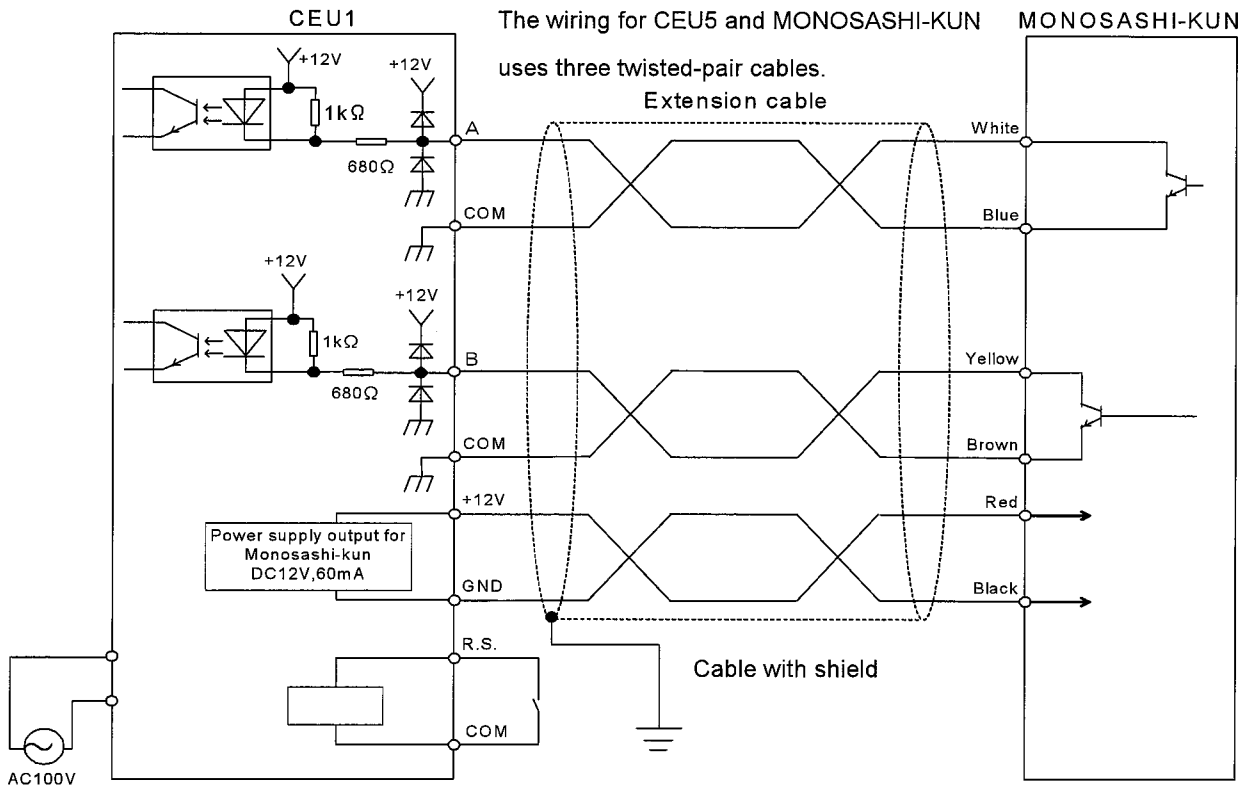 CEU1
The wiring for CEU5 and MONOSASHI-KUN
uses three twisted-pair cables.
MONOSASHI-KUN
Extension cable
+12V
+12V
1kΩ
680Ω
A
COM
White
Blue
+12V
+12V
1kΩ
680Ω
B
COM
Yellow
Brown
+12V
Power supply output for
Monosashi-kun
DC12V,60mA
GND
Red
Black
R.S.
COM
Cable with shield
AC100V